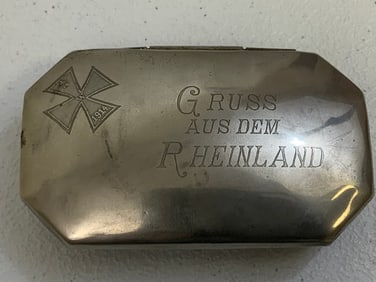 1914
GRUSS
AUS DEM
RHEINLAND